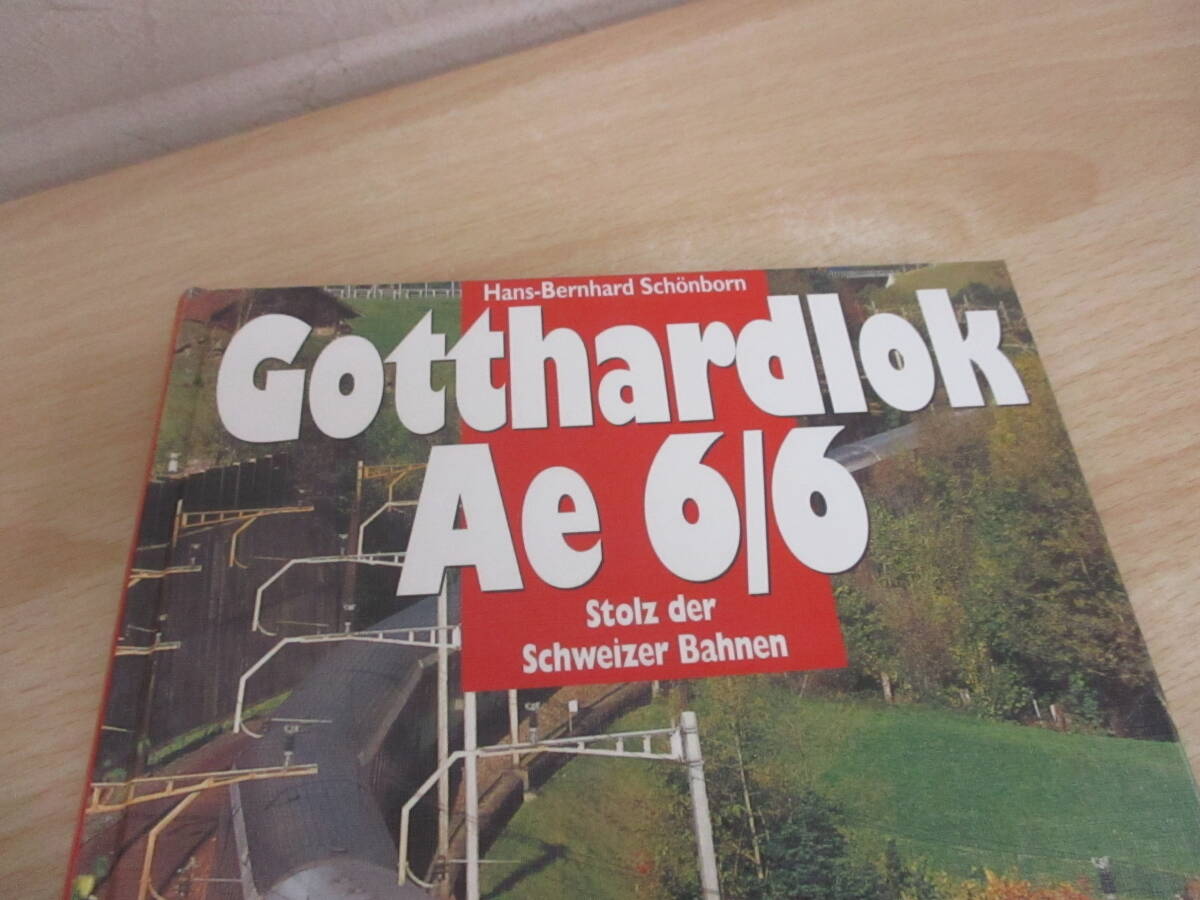 Hans-Bernhard Schönborn
Gotthardlok
Ae 6/6
Stolz der
Schweizer Bahnen